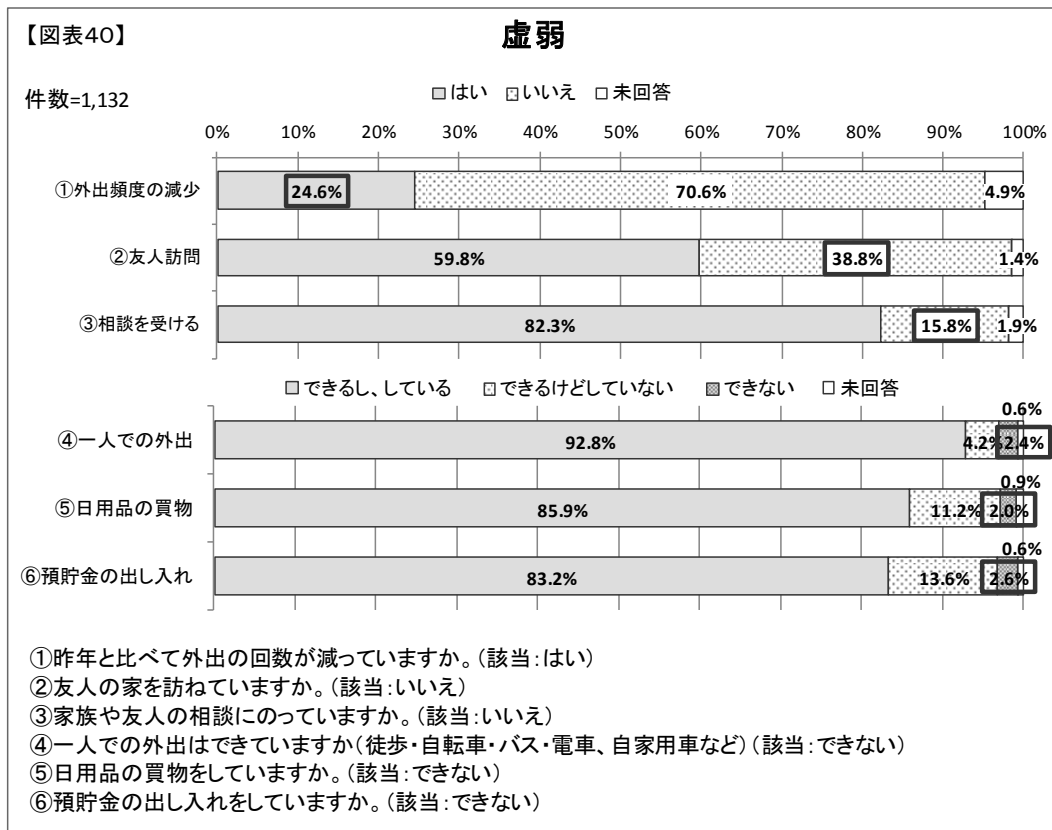 【図表40】
虚弱
件数=1,132
はい いいえ 未回答
0% 10% 20% 30% 40% 50% 60% 70% 80% 90% 100%
①外出頻度の減少 24.6% 70.6% 4.9%
②友人訪問 59.8% 38.8% 1.4%
③相談を受ける 82.3% 15.8% 1.9%
できるし、している できるけどしていない できない 未回答
0.6%
④一人での外出 92.8% 4.2% 2.4%
0.9%
⑤日用品の買物 85.9% 11.2% 2.0%
0.6%
⑥預貯金の出し入れ 83.2% 13.6% 2.6%
①昨年と比べて外出の回数が減っていますか。(該当:はい)
②友人の家を訪ねていますか。(該当:いいえ)
③家族や友人の相談にのっていますか。(該当:いいえ)
④一人での外出はできていますか(徒歩・自転車・バス・電車、自家用車など)(該当:できない)
⑤日用品の買物をしていますか。(該当:できない)
⑥預貯金の出し入れをしていますか。(該当:できない)